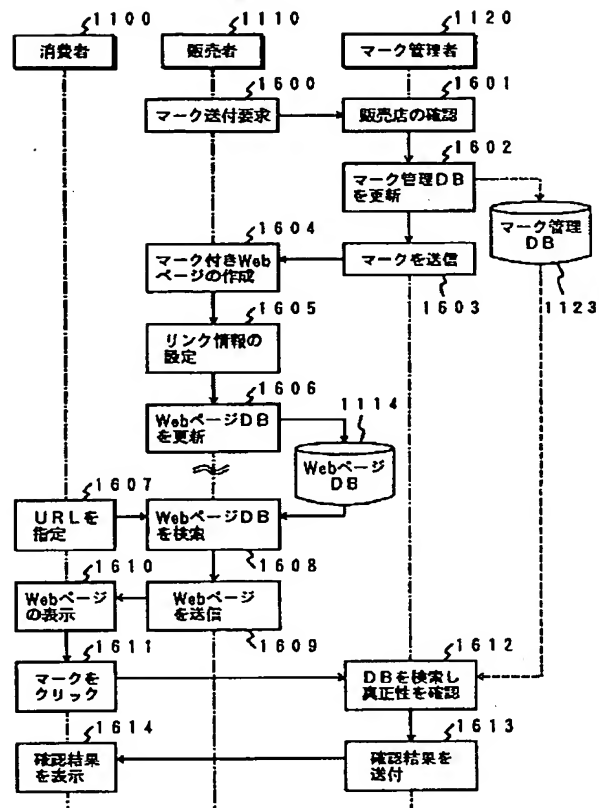 1100
1110
1120
消費者
販売者
マーク管理者
1600
1601
マーク送付要求
販売店の確認
1602
マーク管理DB
を更新
マーク管理
DB
1123
1604
マーク付きWeb
ページの作成
マークを送信
1603
1605
リンク情報の
設定
1606
1114
WebページDB
を更新
Webページ
DB
1607
URLを
指定
WebページDB
を検索
1608
1610
Webページ
の表示
Webページ
を送信
1609
1611
1612
マークを
クリック
DBを検索し
真正性を確認
1614
1613
確認結果
を表示
確認結果を
送付